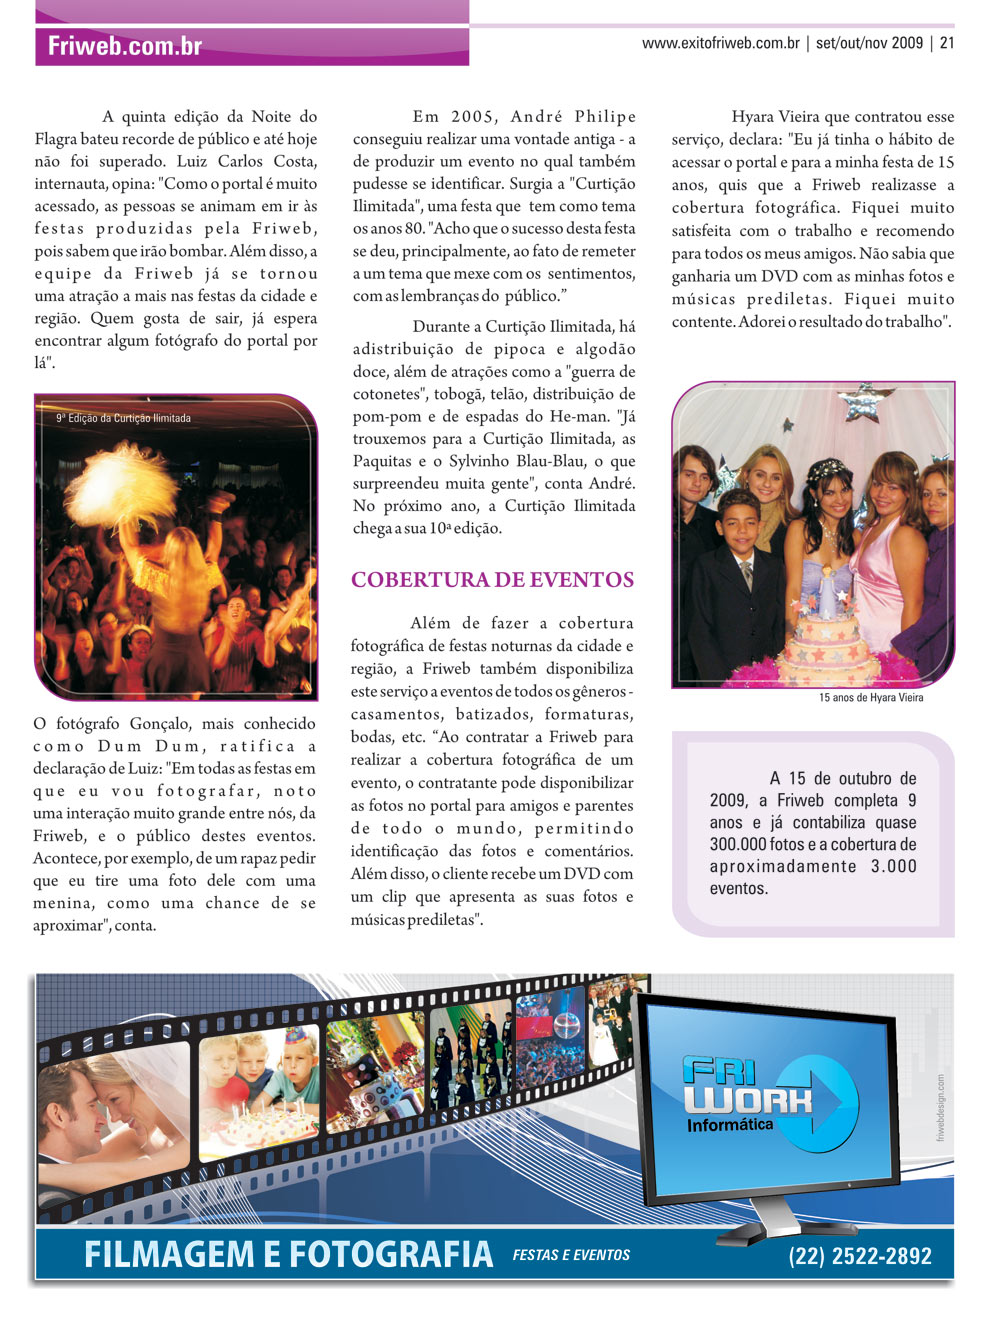 Friweb.com.br
www.exitofriweb.com.br | set/out/nov 2009 | 21
A quinta edição da Noite do
Flagra bateu recorde de público e até hoje
não foi superado. Luiz Carlos Costa,
internauta, opina: "Como o portal é muito
acessado, as pessoas se animam em ir às
festas produzidas pela Friweb,
pois sabem que irão bombar. Além disso, a
equipe da Friweb já se tornou
uma atração a mais nas festas da cidade e
região. Quem gosta de sair, já espera
encontrar algum fotógrafo do portal por
lá".
9ª Edição da Curtição Ilimitada
O fotógrafo Gonçalo, mais conhecido
como Dum Dum, ratifica a
declaração de Luiz: "Em todas as festas em
que eu vou fotografar, noto
uma interação muito grande entre nós, da
Friweb, e o público destes eventos.
Acontece, por exemplo, de um rapaz pedir
que eu tire uma foto dele com uma
menina, como uma chance de se
aproximar", conta.
Em 2005, André Philipe
conseguiu realizar uma vontade antiga - a
de produzir um evento no qual também
pudesse se identificar. Surgia a "Curtição
Ilimitada", uma festa que tem como tema
os anos 80. "Acho que o sucesso desta festa
se deu, principalmente, ao fato de remeter
a um tema que mexe com os sentimentos,
com as lembranças do público.”
Durante a Curtição Ilimitada, há
adistribuição de pipoca e algodão
doce, além de atrações como a "guerra de
cotonetes", tobogã, telão, distribuição de
pom-pom e de espadas do He-man. "Já
trouxemos para a Curtição Ilimitada, as
Paquitas e o Sylvinho Blau-Blau, o que
surpreendeu muita gente", conta André.
No próximo ano, a Curtição Ilimitada
chega a sua 10ª edição.
COBERTURA DE EVENTOS
Além de fazer a cobertura
fotográfica de festas noturnas da cidade e
região, a Friweb também disponibiliza
este serviço a eventos de todos os gêneros -
casamentos, batizados, formaturas,
bodas, etc. “Ao contratar a Friweb para
realizar a cobertura fotográfica de um
evento, o contratante pode disponibilizar
as fotos no portal para amigos e parentes
de todo o mundo, permitindo
identificação das fotos e comentários.
Além disso, o cliente recebe um DVD com
um clip que apresenta as suas fotos e
músicas prediletas".
Hyara Vieira que contratou esse
serviço, declara: "Eu já tinha o hábito de
acessar o portal e para a minha festa de 15
anos, quis que a Friweb realizasse a
cobertura fotográfica. Fiquei muito
satisfeita com o trabalho e recomendo
para todos os meus amigos. Não sabia que
ganharia um DVD com as minhas fotos e
músicas prediletas. Fiquei muito
contente. Adorei o resultado do trabalho".
15 anos de Hyara Vieira
A 15 de outubro de
2009, a Friweb completa 9
anos e já contabiliza quase
300.000 fotos e a cobertura de
aproximadamente 3.000
eventos.
FRI
WORK
Informática
friwebdesign.com
FILMAGEM E FOTOGRAFIA FESTAS E EVENTOS (22) 2522-2892